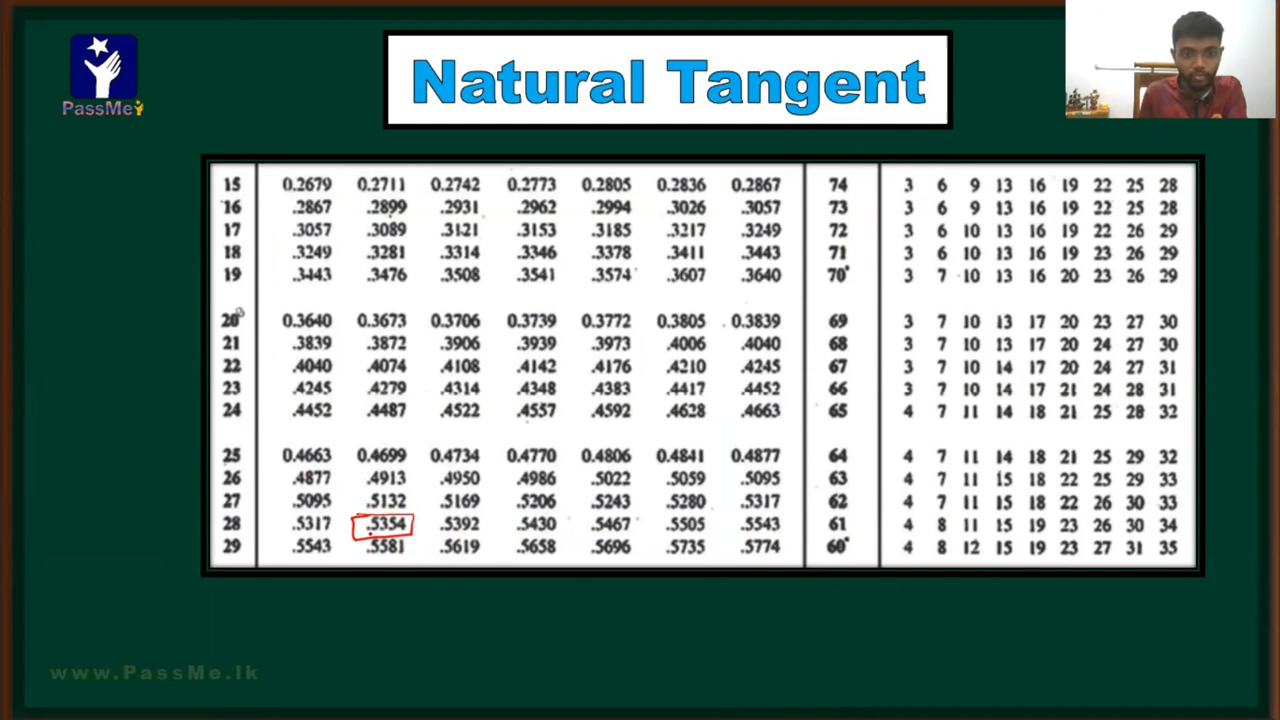 Natural Tangent
PassMe
15 0.2679 0.2711 0.2742 0.2773 0.2805 0.2836 0.2867 74 3 6 9 13 16 19 22 25 28
16 .2867 .2899 .2931 .2962 .2994 .3026 .3057 73 3 6 9 13 16 19 22 25 28
17 .3057 .3089 .3121 .3153 .3185 .3217 .3249 72 3 6 10 13 16 19 22 26 29
18 .3249 .3281 .3314 .3346 .3378 .3411 .3443 71 3 6 10 13 16 19 23 26 29
19 .3443 .3476 .3508 .3541 .3574 .3607 .3640 70° 3 7 10 13 16 20 23 26 29
20° 0.3640 0.3673 0.3706 0.3739 0.3772 0.3805 0.3839 69 3 7 10 13 17 20 23 27 30
21 .3839 .3872 .3906 .3939 .3973 .4006 .4040 68 3 7 10 13 17 20 24 27 30
22 .4040 .4074 .4108 .4142 .4176 .4210 .4245 67 3 7 10 14 17 20 24 27 31
23 .4245 .4279 .4314 .4348 .4383 .4417 .4452 66 3 7 10 14 17 21 24 28 31
24 .4452 .4487 .4522 .4557 .4592 .4628 .4663 65 4 7 11 14 18 21 25 28 32
25 0.4663 0.4699 0.4734 0.4770 0.4806 0.4841 0.4877 64 4 7 11 14 18 21 25 29 32
26 .4877 .4913 .4950 .4986 .5022 .5059 .5095 63 4 7 11 15 18 22 25 29 33
27 .5095 .5132 .5169 .5206 .5243 .5280 .5317 62 4 7 11 15 18 22 26 30 33
28 .5317 .5354 .5392 .5430 .5467 .5505 .5543 61 4 8 11 15 19 23 26 30 34
29 .5543 .5581 .5619 .5658 .5696 .5735 .5774 60° 4 8 12 15 19 23 27 31 35
www.PassMe.lk